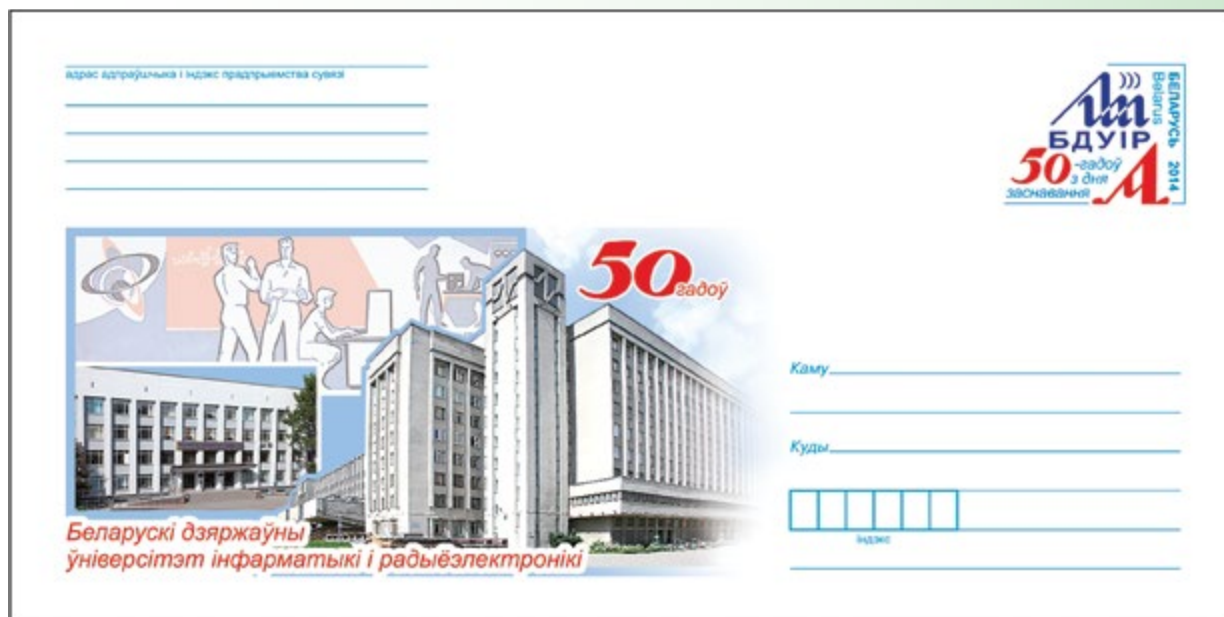 адрас адпраўшчыка і індэкс прадпрыемства сувязі
БЕЛАРУСЬ 2014
Belarus
БДУІР
50-гадоў
з дня
заснавання
А
50 гадоў
Каму
Куды
індэкс
Беларускі дзяржаўны
ўніверсітэт інфарматыкі і радыёэлектронікі